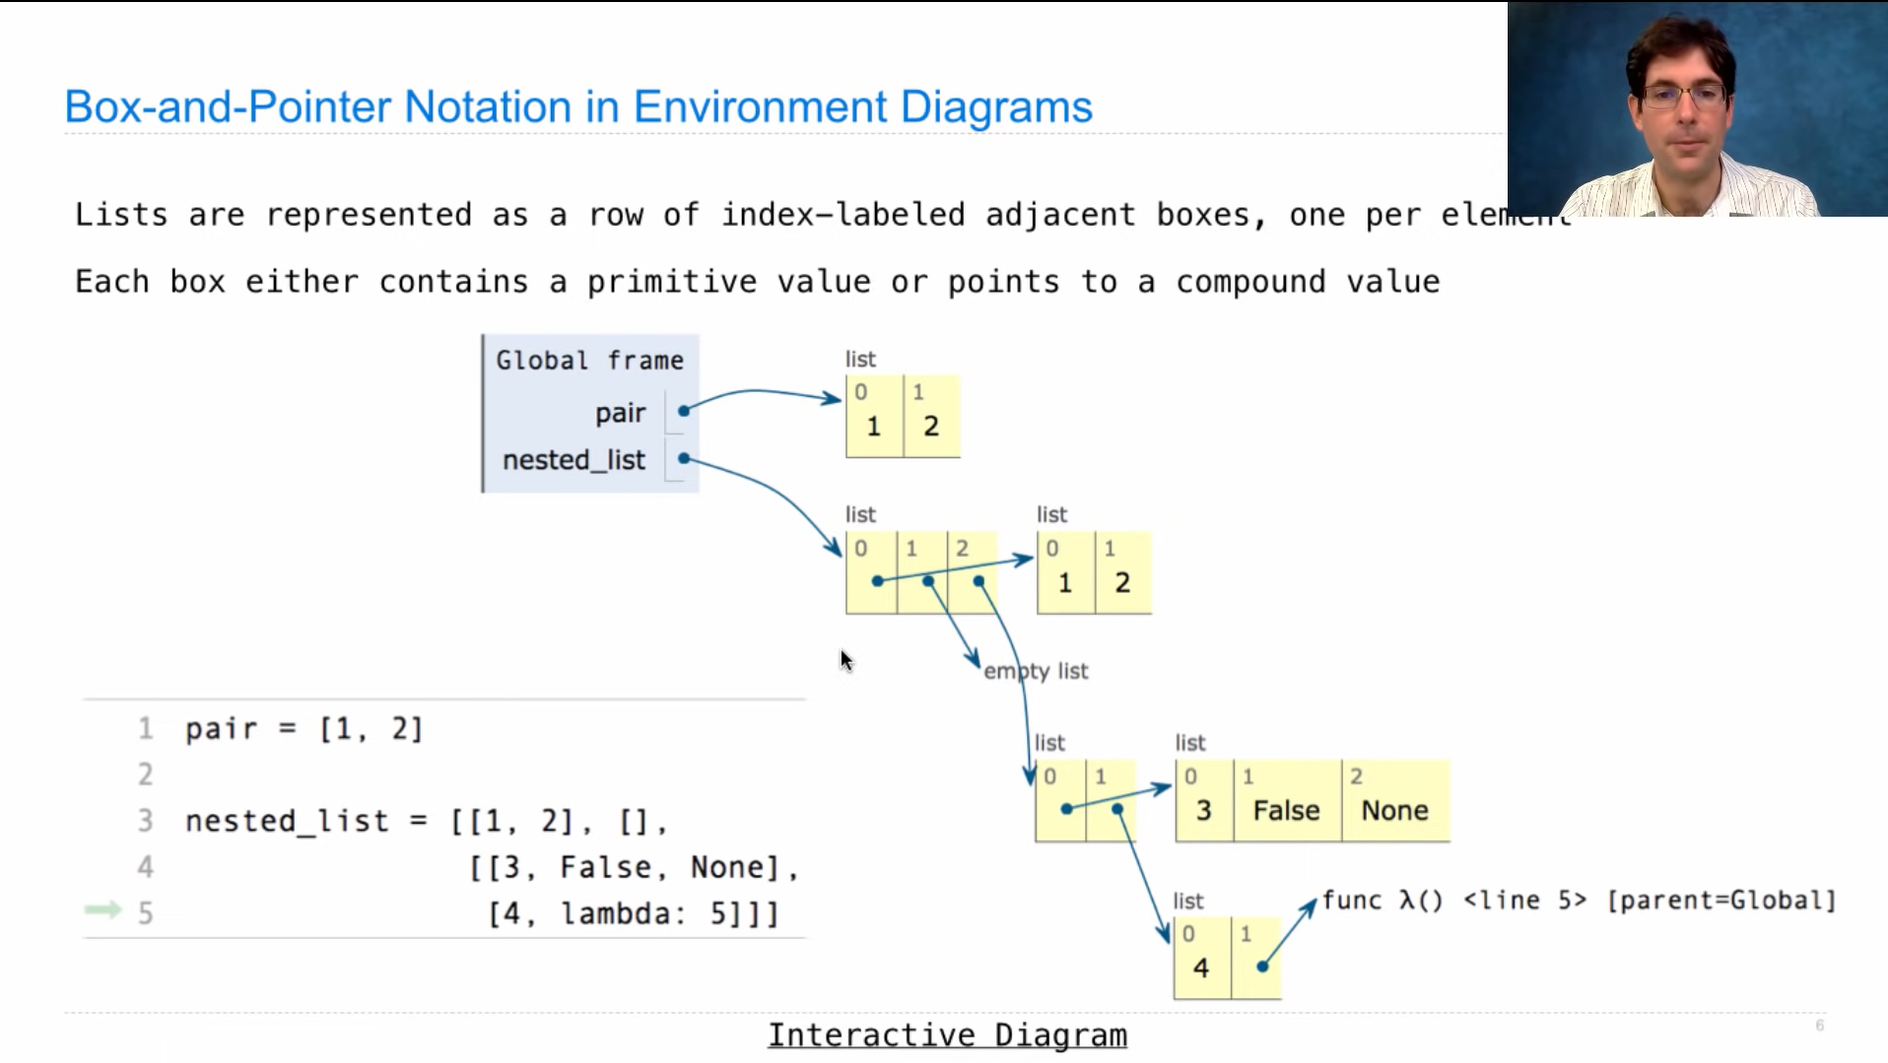 Box-and-Pointer Notation in Environment Diagrams
Lists are represented as a row of index-labeled adjacent boxes, one per element
Each box either contains a primitive value or points to a compound value
Global frame
pair
nested_list
list
0 1
1 2
list
0 1 2
list
0 1
1 2
empty list
list
0 1
list
0 1 2
3 False None
list
0 1
4
func λ() <line 5> [parent=Global]
1 pair = [1, 2]
2
3 nested_list = [[1, 2], [],
4 [[3, False, None],
5 [4, lambda: 5]]]
Interactive Diagram
6